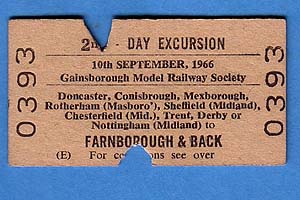 2nd - DAY EXCURSION
10th SEPTEMBER, 1966
Gainsborough Model Railway Society
Doncaster, Conisbrough, Mexborough,
Rotherham (Masboro'), Sheffield (Midland),
Chesterfield (Mid.), Trent, Derby or
Nottingham (Midland) to
FARNBOROUGH & BACK
(E) For conditions see over
0393
0393